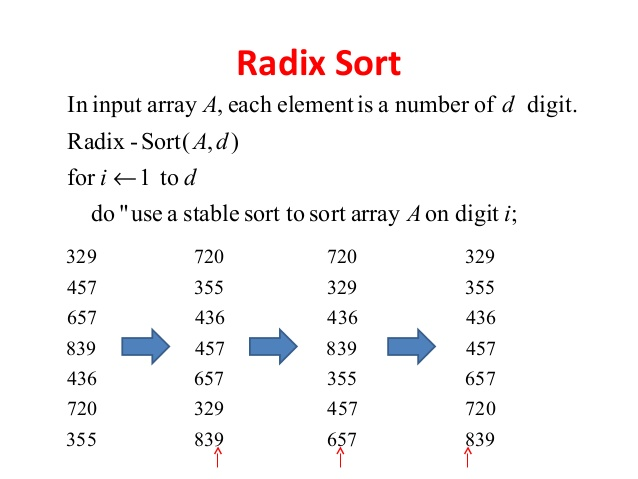 Radix Sort
In input array A, each element is a number of d digit.
Radix - Sort(A, d)
for i ← 1 to d
do "use a stable sort to sort array A on digit i;
329 720 720 329
457 355 329 355
657 436 436 436
839 457 839 457
436 657 355 657
720 329 457 720
355 839 657 839